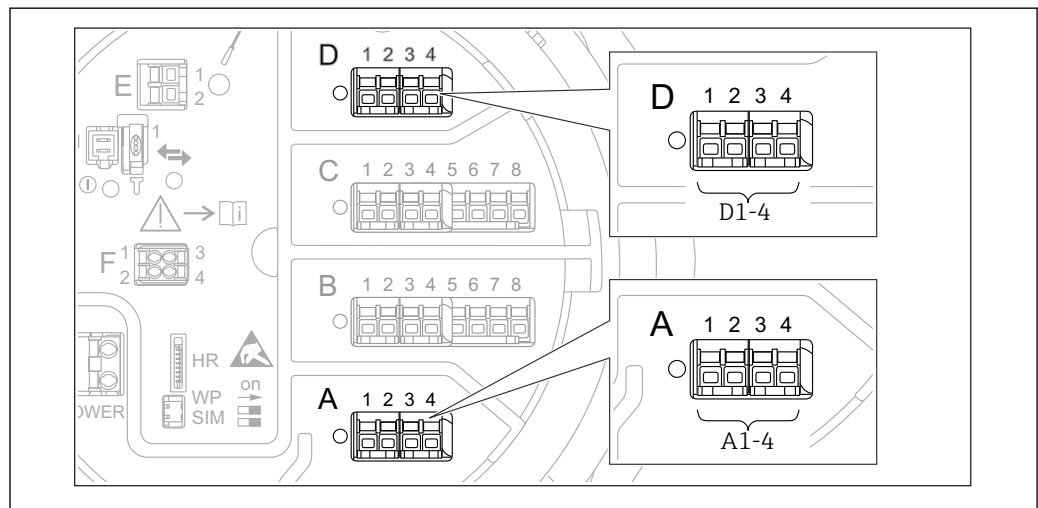 D 1 2 3 4
E 1
2
D 1 2 3 4
D1-4
1
C 1 2 3 4 5 6 7 8
i
F 1 3
2 4
B 1 2 3 4 5 6 7 8
A 1 2 3 4
A1-4
HR
WP on
SIM
OWER
A 1 2 3 4